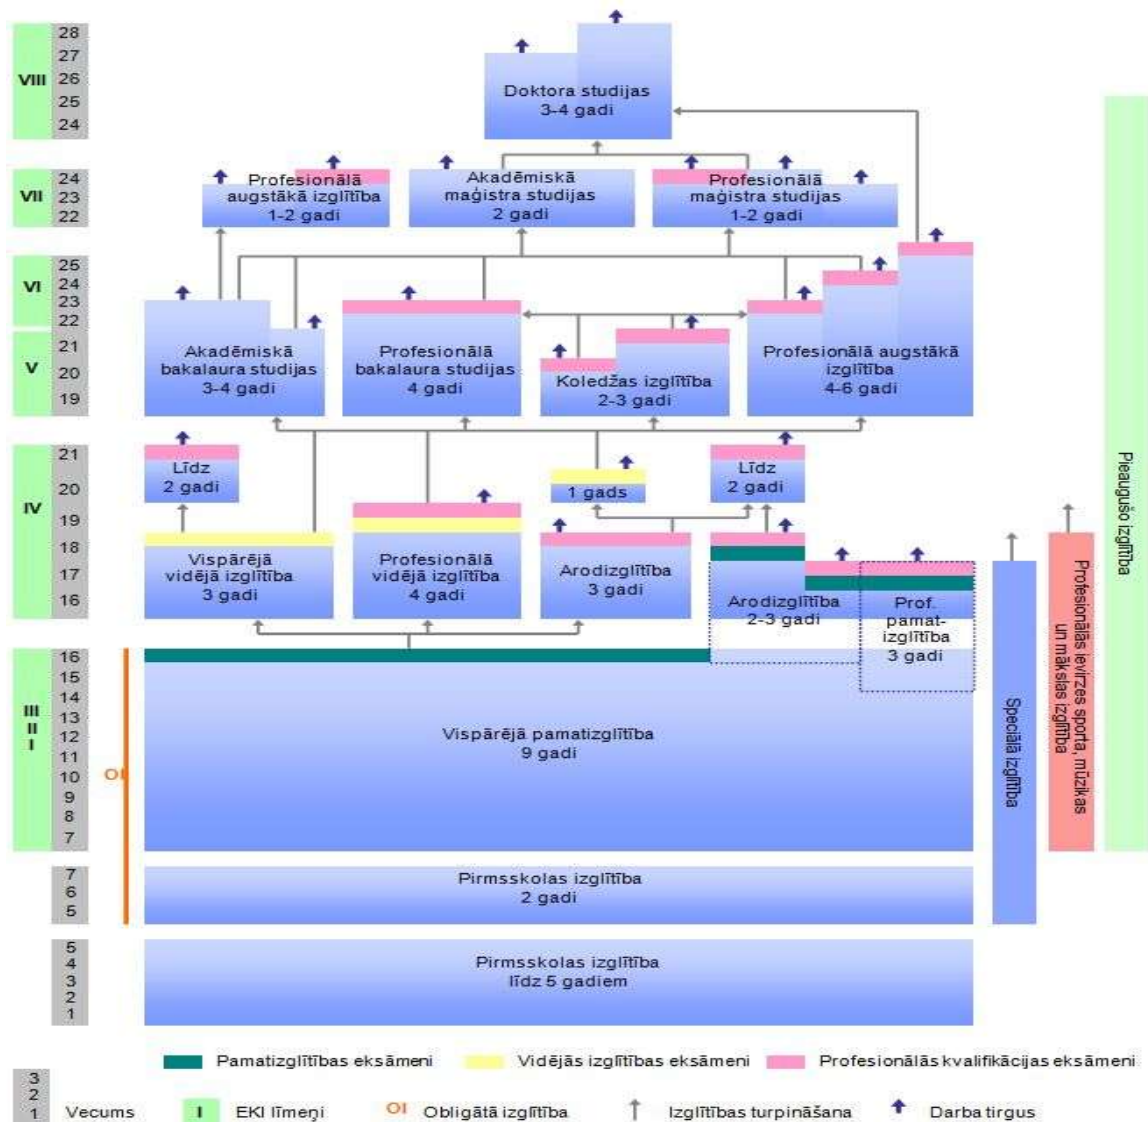 28
27
26
25
24
VIII
Doktora studijas
3-4 gadi
24
23
22
VII
Profesionālā
augstākā izglītība
1-2 gadi
Akadēmiskā
maģistra studijas
2 gadi
Profesionālā
maģistra studijas
1-2 gadi
25
24
23
22
VI
21
20
19
V
Akadēmiskā
bakalaura studijas
3-4 gadi
Profesionālā
bakalaura studijas
4 gadi
Koledžas izglītība
2-3 gadi
Profesionālā augstākā
izglītība
4-6 gadi
21
20
19
18
17
16
IV
Līdz
2 gadi
1 gads
Līdz
2 gadi
Vispārējā
vidējā izglītība
3 gadi
Profesionālā
vidējā izglītība
4 gadi
Arodizglītība
3 gadi
Arodizglītība
2-3 gadi
Prof.
pamat-
izglītība
3 gadi
16
15
14
13
12
11
10
9
8
7
III
II
I
OI
Vispārējā pamatizglītība
9 gadi
7
6
5
Pirmsskolas izglītība
2 gadi
5
4
3
2
1
Pirmsskolas izglītība
līdz 5 gadiem
Speciālā izglītība
Profesionālās ievirzes sporta, mūzikas
un mākslas izglītība
Pieaugušo izglītība
Pamatizglītības eksāmeni
Vidējās izglītības eksāmeni
Profesionālās kvalifikācijas eksāmeni
3
2
1
Vecums
I EKI līmeņi
OI Obligātā izglītība
Izglītības turpināšana
Darba tirgus